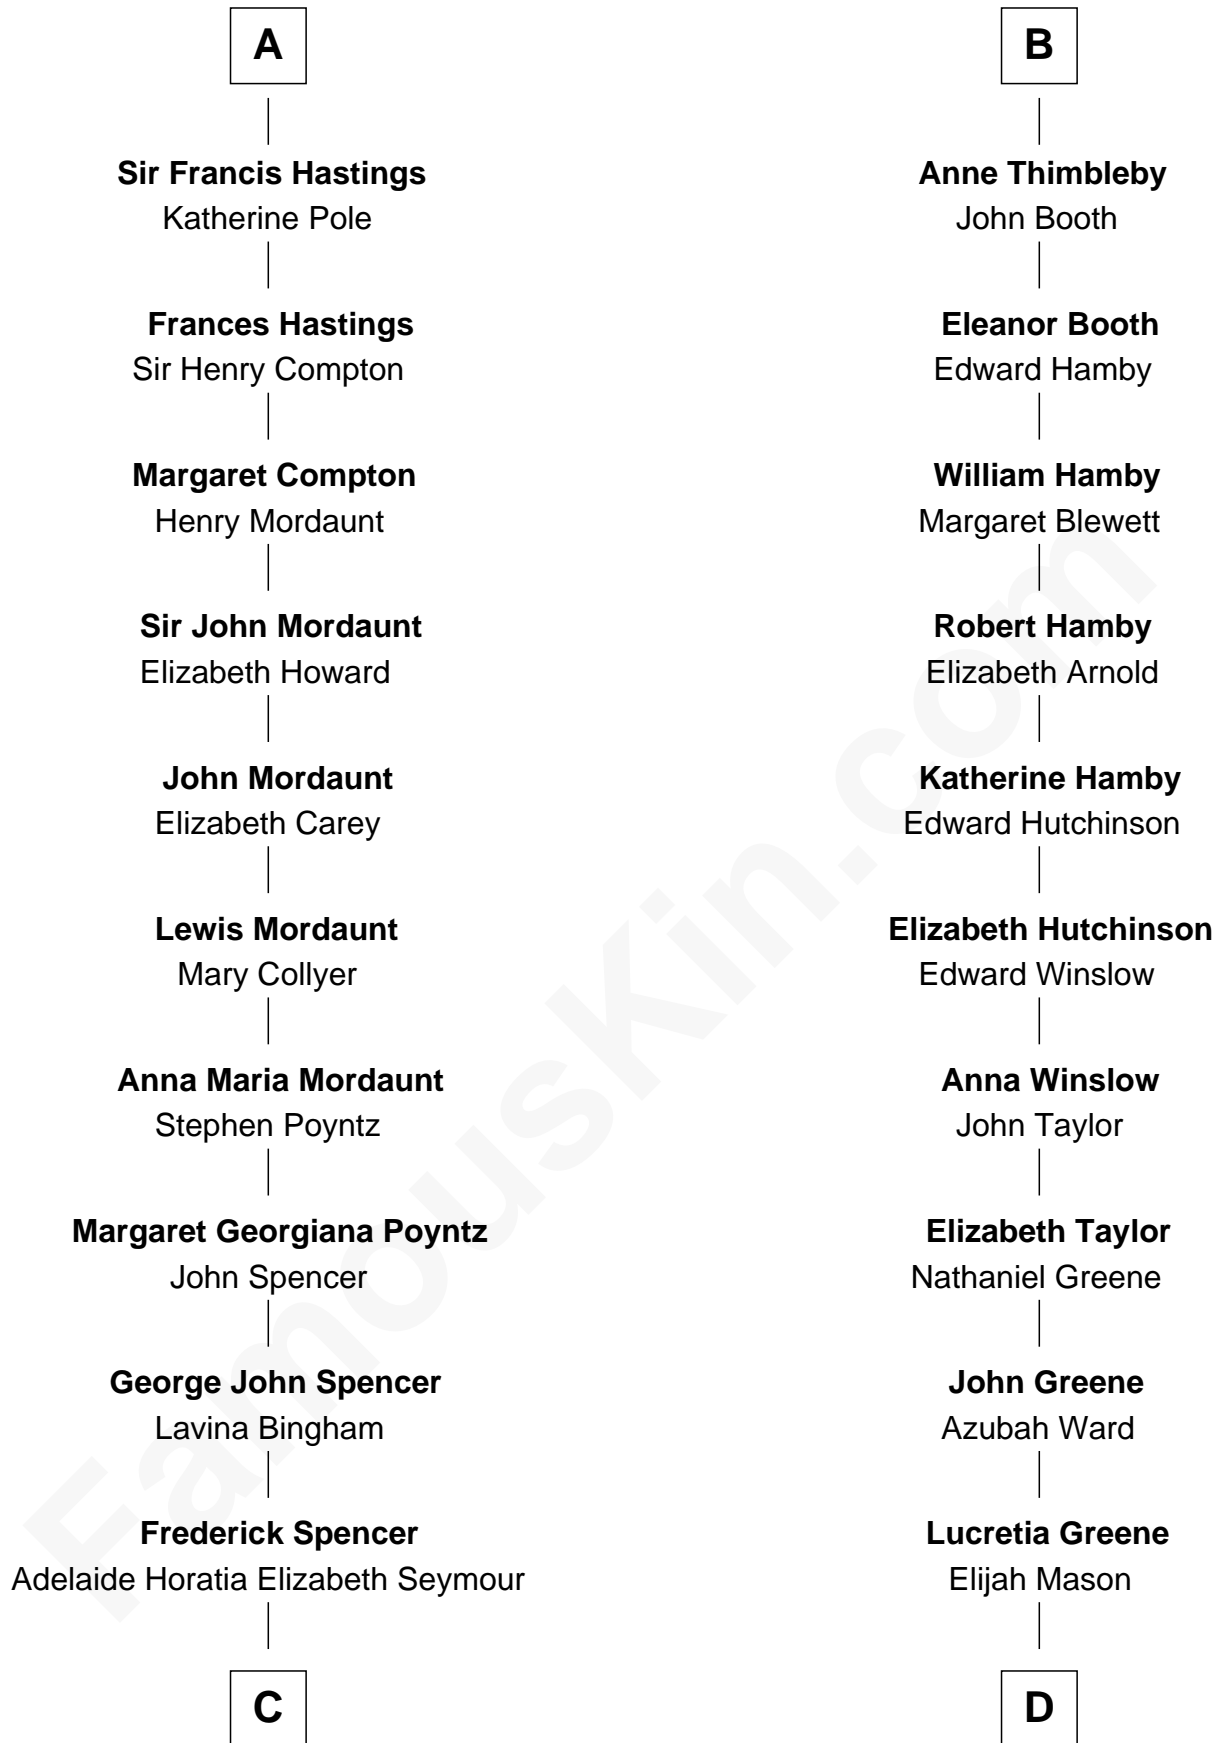 A
Sir Francis Hastings
Katherine Pole
Frances Hastings
Sir Henry Compton
Margaret Compton
Henry Mordaunt
Sir John Mordaunt
Elizabeth Howard
John Mordaunt
Elizabeth Carey
Lewis Mordaunt
Mary Collyer
Anna Maria Mordaunt
Stephen Poyntz
Margaret Georgiana Poyntz
John Spencer
George John Spencer
Lavina Bingham
Frederick Spencer
Adelaide Horatia Elizabeth Seymour
C
B
Anne Thimbleby
John Booth
Eleanor Booth
Edward Hamby
William Hamby
Margaret Blewett
Robert Hamby
Elizabeth Arnold
Katherine Hamby
Edward Hutchinson
Elizabeth Hutchinson
Edward Winslow
Anna Winslow
John Taylor
Elizabeth Taylor
Nathaniel Greene
John Greene
Azubah Ward
Lucretia Greene
Elijah Mason
D
FamousKin.com